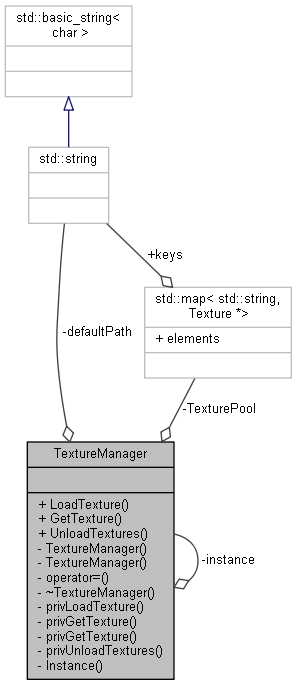 std::basic_string<
char >
std::string
+keys
std::map< std::string,
Texture *>
+ elements
-defaultPath
-TexturePool
TextureManager
+ LoadTexture()
+ GetTexture()
+ UnloadTextures()
- TextureManager()
- TextureManager()
- operator=()
- ~TextureManager()
- privLoadTexture()
- privGetTexture()
- privGetTexture()
- privUnloadTextures()
- Instance()
-instance